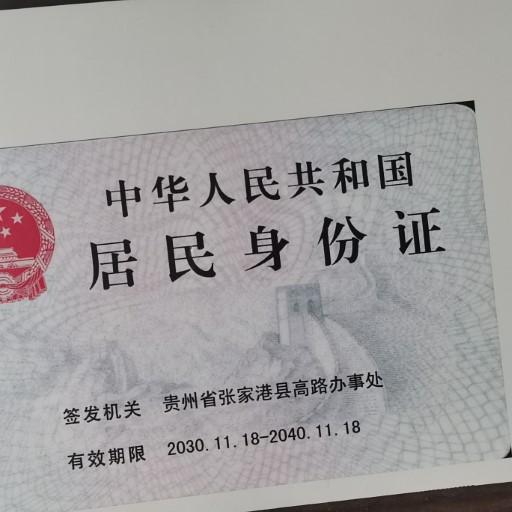 中华人民共和国
居民身份证
签发机关 贵州省张家港县高路办事处
有效期限 2030.11.18-2040.11.18